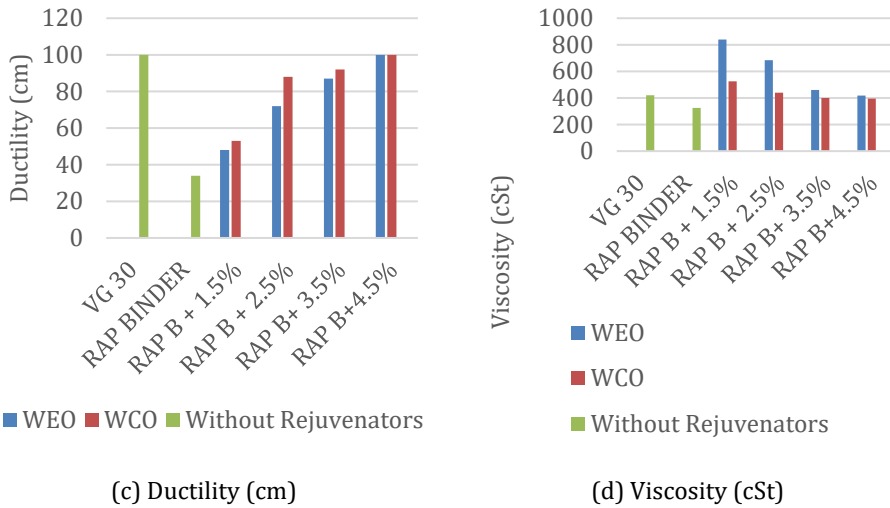 120
100
80
60
40
20
0
Ductility (cm)
VG 30
RAP BINDER
RAP B + 1.5%
RAP B + 2.5%
RAP B+ 3.5%
RAP B+4.5%
WEO WCO Without Rejuvenators
(c) Ductility (cm)
1000
800
600
400
200
0
Viscosity (cSt)
VG 30
RAP BINDER
RAP B + 1.5%
RAP B + 2.5%
RAP B+ 3.5%
RAP B+4.5%
WEO
WCO
Without Rejuvenators
(d) Viscosity (cSt)